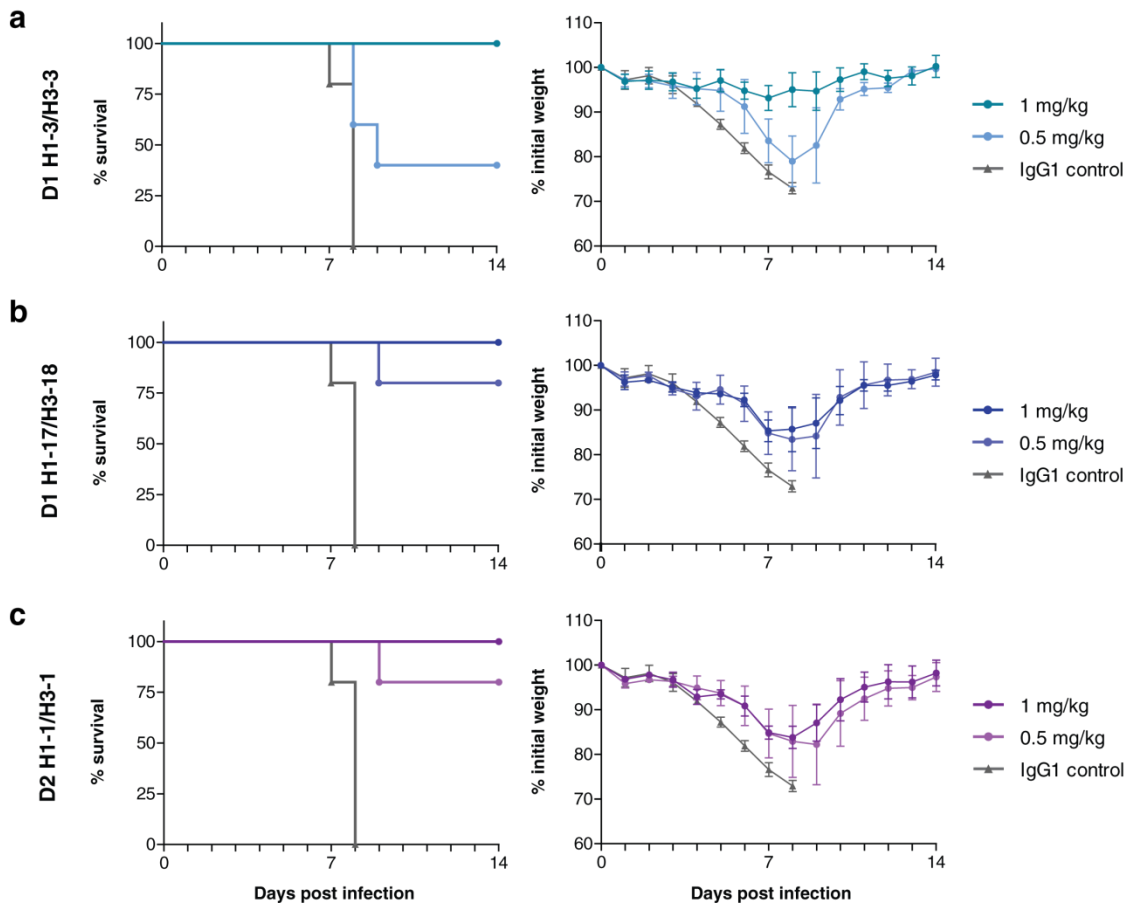 a
D1 H1-3/H3-3
% survival
100
75
50
25
0
0
7
14
% initial weight
110
100
90
80
70
60
0
7
14
1 mg/kg
0.5 mg/kg
IgG1 control
b
D1 H1-17/H3-18
% survival
100
75
50
25
0
0
7
14
% initial weight
110
100
90
80
70
60
0
7
14
1 mg/kg
0.5 mg/kg
IgG1 control
c
D2 H1-1/H3-1
% survival
100
75
50
25
0
0
7
14
Days post infection
% initial weight
110
100
90
80
70
60
0
7
14
Days post infection
1 mg/kg
0.5 mg/kg
IgG1 control